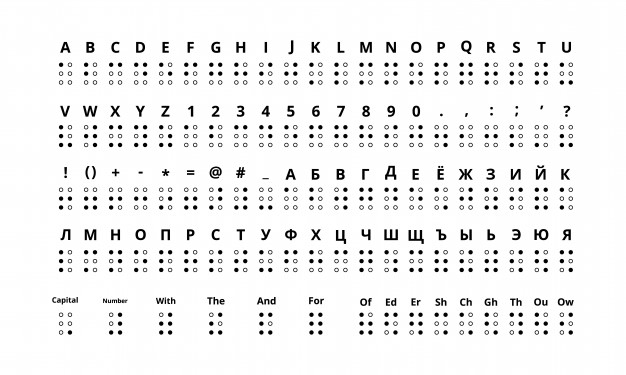 A B C D E F G H I J K L M N O P Q R S T U
V W X Y Z 1 2 3 4 5 6 7 8 9 0 . , : ; ’ ?
! () + - * = @ # _ А Б В Г Д Е Ё Ж З И Й К
Л М Н О П Р С Т У Ф Х Ц Ч Ш Щ Ъ Ы Ь Э Ю Я
Capital Number With The And For Of Ed Er Sh Ch Gh Th Ou Ow